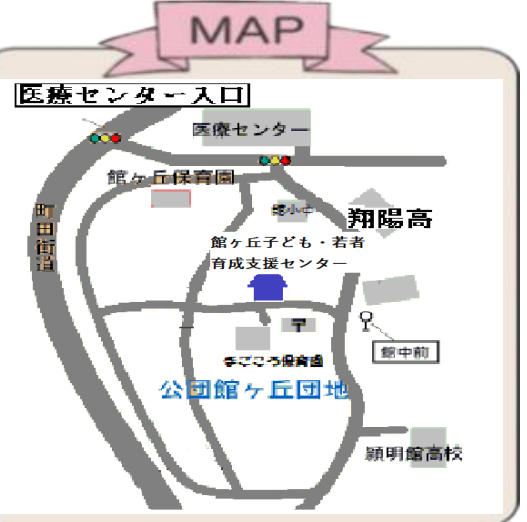 MAP
医療センター入口
医療センター
館ヶ丘保育園
館小中
翔陽高
町田街道
館ヶ丘子ども・若者
育成支援センター
〒
館中前
まごころ保育園
公団館ヶ丘団地
穎明館高校